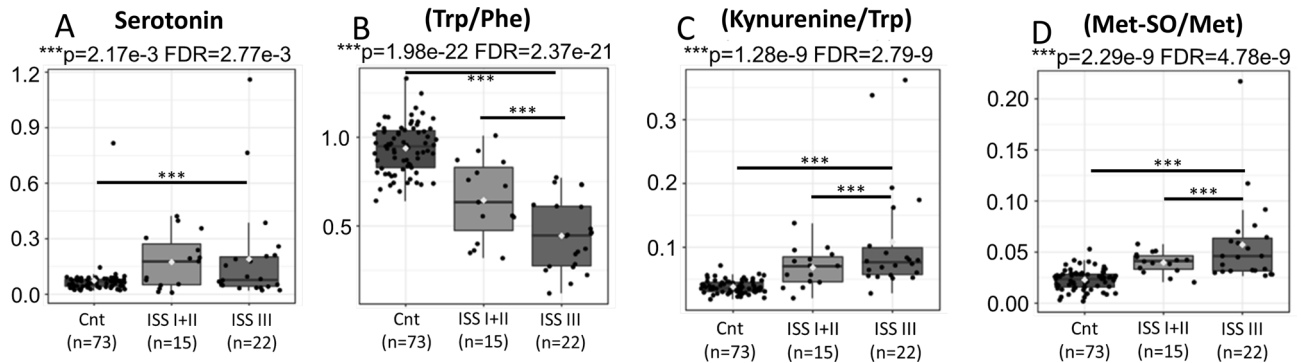 A Serotonin
***p=2.17e-3 FDR=2.77e-3
1.2
0.9
0.6
0.3
0.0
***
Cnt ISS I+II ISS III
(n=73) (n=15) (n=22)
B (Trp/Phe)
***p=1.98e-22 FDR=2.37e-21
1.0
0.5
***
***
Cnt ISS I+II ISS III
(n=73) (n=15) (n=22)
C (Kynurenine/Trp)
***p=1.28e-9 FDR=2.79-9
0.3
0.2
0.1
***
***
Cnt ISS I+II ISS III
(n=73) (n=15) (n=22)
D (Met-SO/Met)
***p=2.29e-9 FDR=4.78e-9
0.20
0.15
0.10
0.05
0.00
***
***
Cnt ISS I+II ISS III
(n=73) (n=15) (n=22)